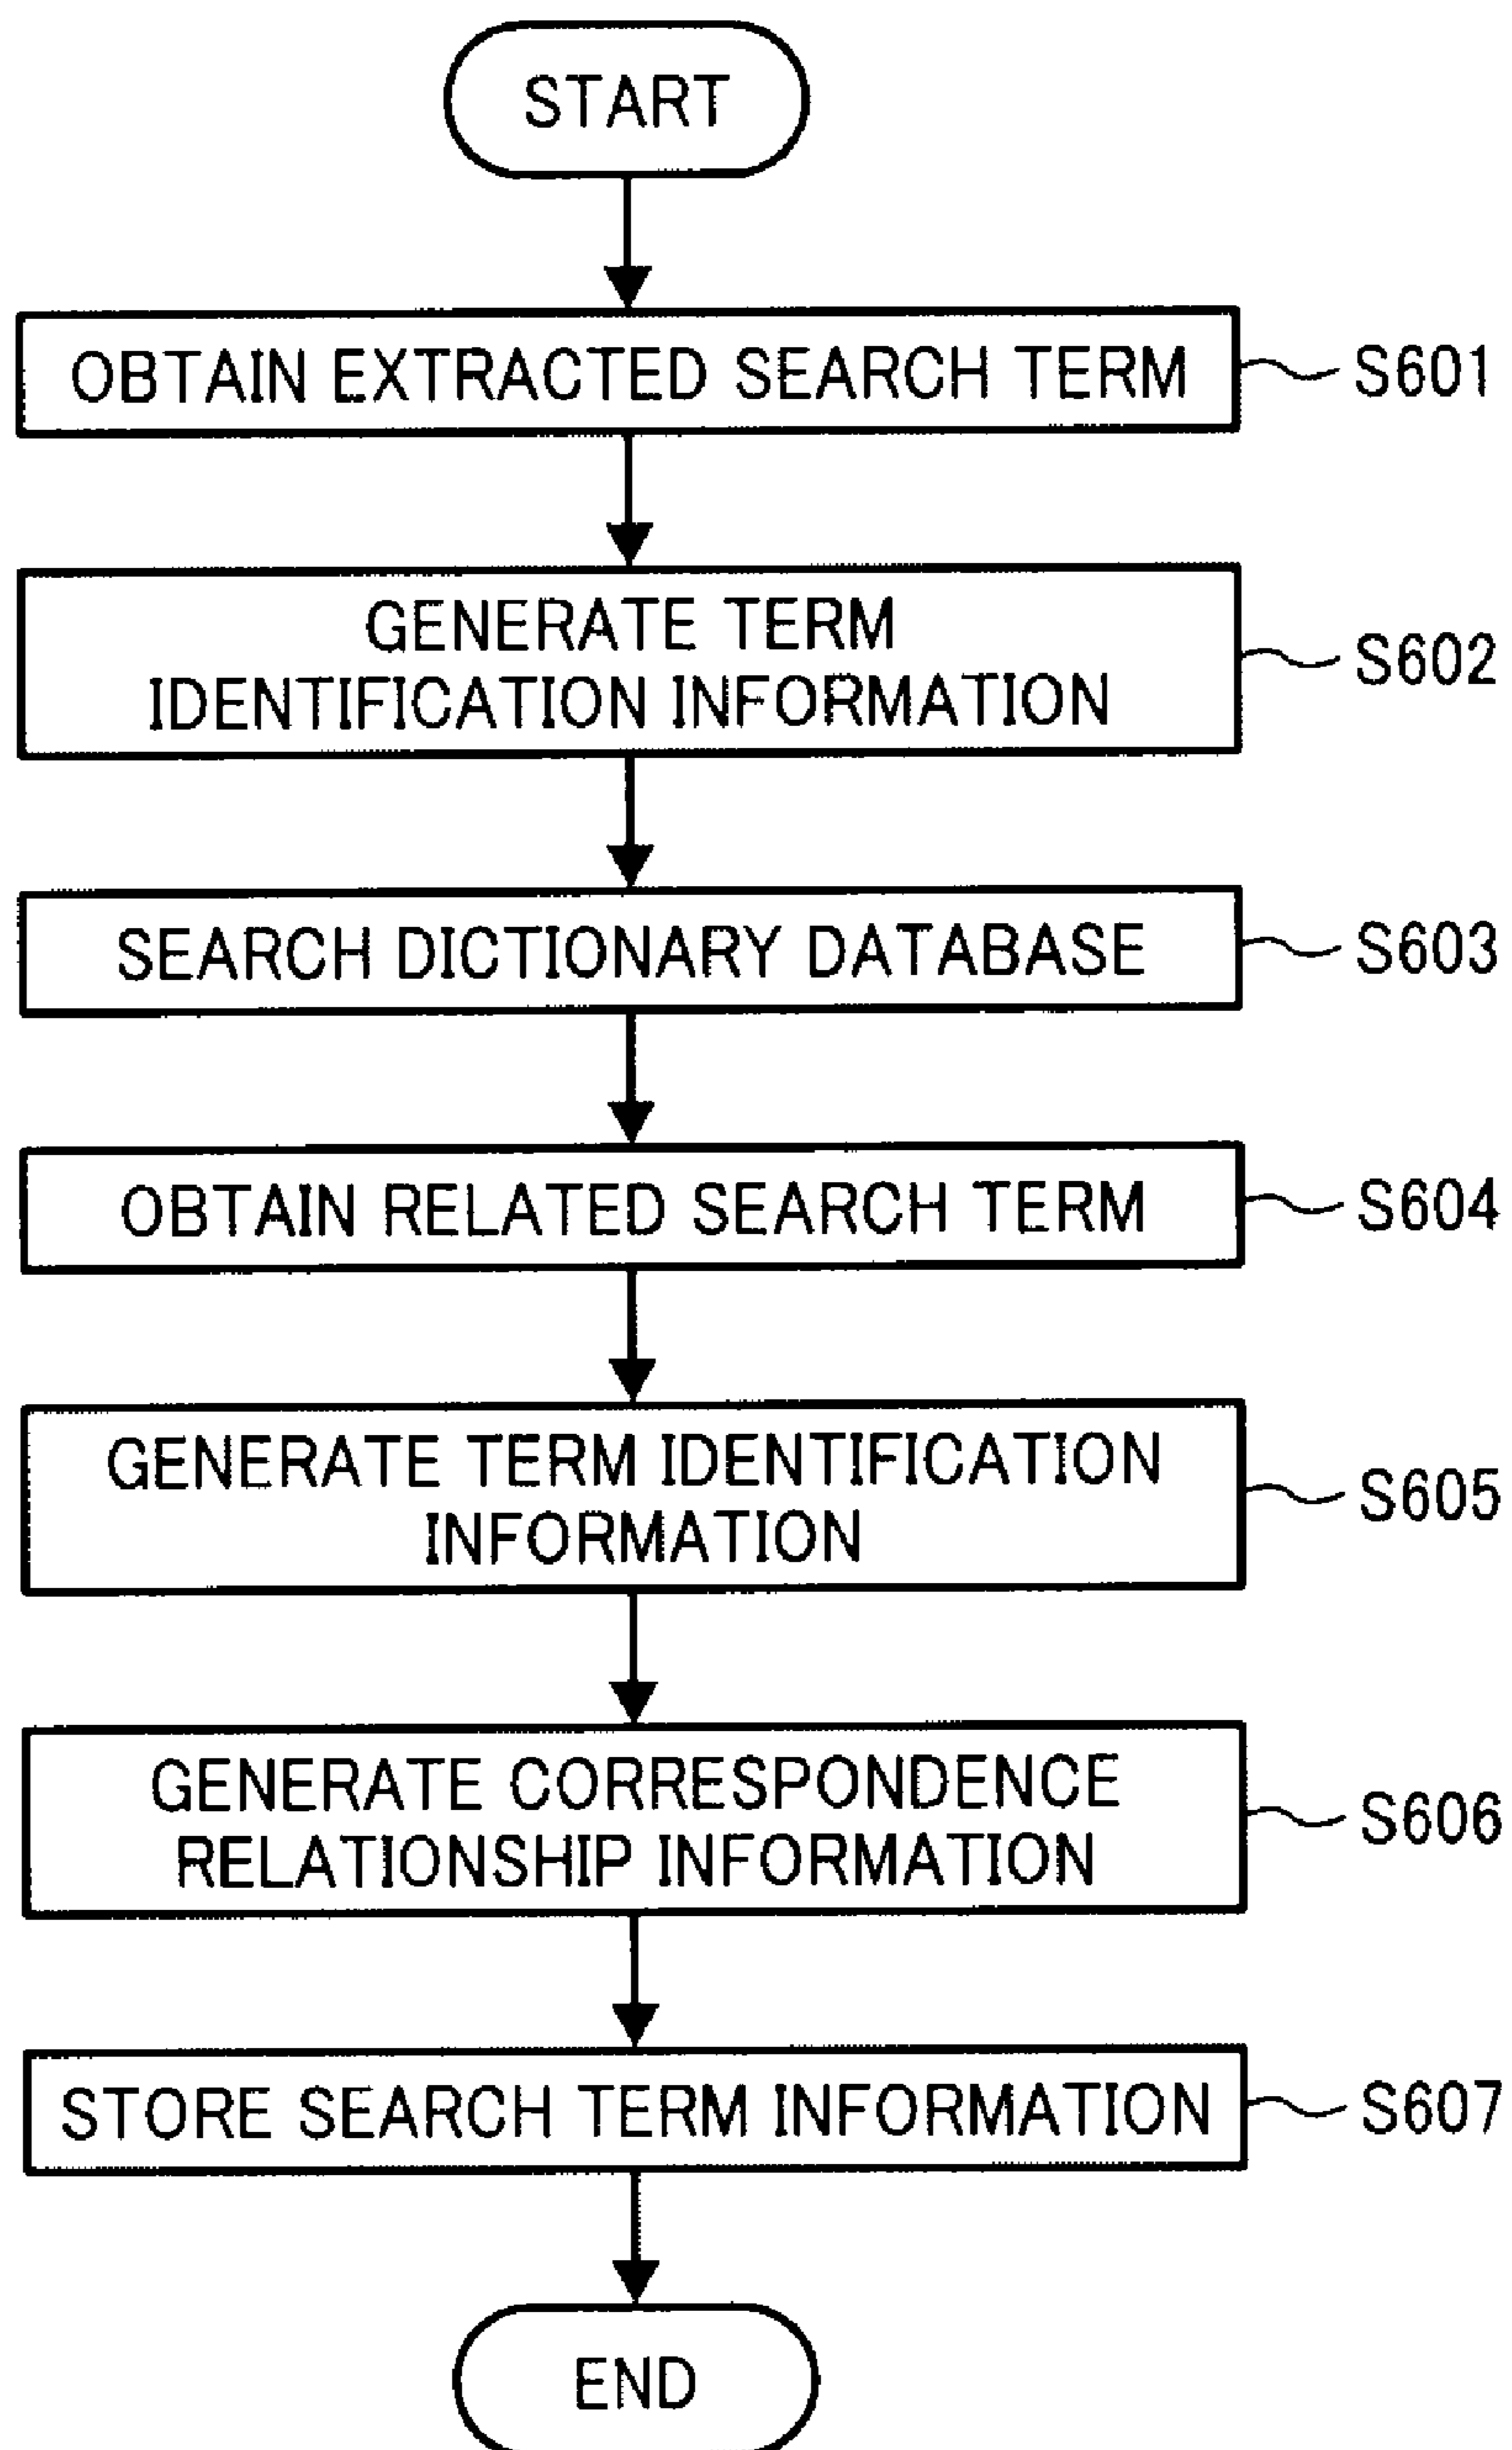 START
OBTAIN EXTRACTED SEARCH TERM
S601
GENERATE TERM
IDENTIFICATION INFORMATION
S602
SEARCH DICTIONARY DATABASE
S603
OBTAIN RELATED SEARCH TERM
S604
GENERATE TERM IDENTIFICATION
INFORMATION
S605
GENERATE CORRESPONDENCE
RELATIONSHIP INFORMATION
S606
STORE SEARCH TERM INFORMATION
S607
END